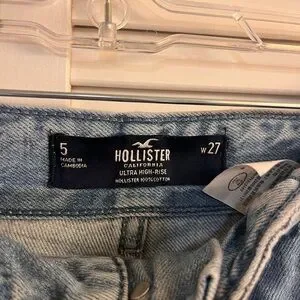 5
MADE IN
CAMBODIA
HOLLISTER
CALIFORNIA
ULTRA HIGH-RISE
HOLLISTER 100%COTTON
W 27